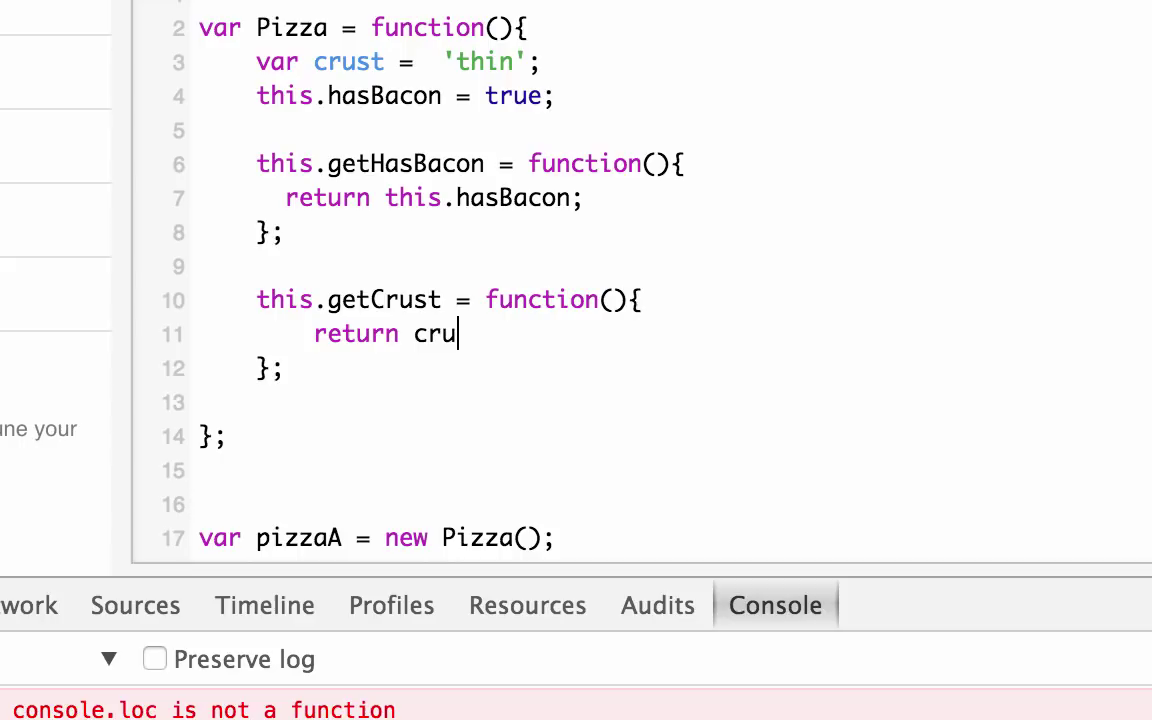 2 var Pizza = function(){
3 var crust =  'thin';
4 this.hasBacon = true;
5
6 this.getHasBacon = function(){
7 return this.hasBacon;
8 };
9
10 this.getCrust = function(){
11 return cru
12 };
13
une your
14 };
15
16
17 var pizzaA = new Pizza();
work Sources Timeline Profiles Resources Audits Console
▼ Preserve log
console.loc is not a function